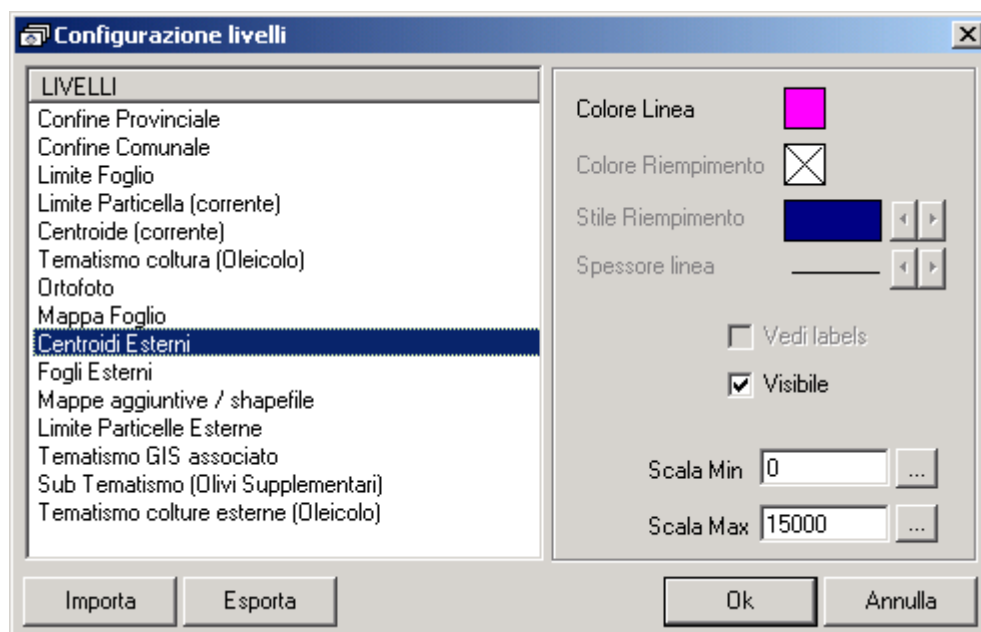 Configurazione livelli
LIVELLI
Confine Provinciale
Confine Comunale
Limite Foglio
Limite Particella (corrente)
Centroide (corrente)
Tematismo coltura (Oleicolo)
Ortofoto
Mappa Foglio
Centroidi Esterni
Fogli Esterni
Mappe aggiuntive / shapefile
Limite Particelle Esterne
Tematismo GIS associato
Sub Tematismo (Olivi Supplementari)
Tematismo colture esterne (Oleicolo)
Colore Linea
Colore Riempimento
Stile Riempimento
Spessore linea
Vedi labels
Visibile
Scala Min 0 ...
Scala Max 15000 ...
Importa Esporta Ok Annulla